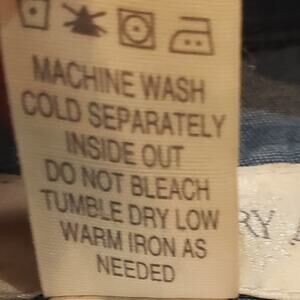 MACHINE WASH
COLD SEPARATELY
INSIDE OUT
DO NOT BLEACH
TUMBLE DRY LOW
WARM IRON AS
NEEDED